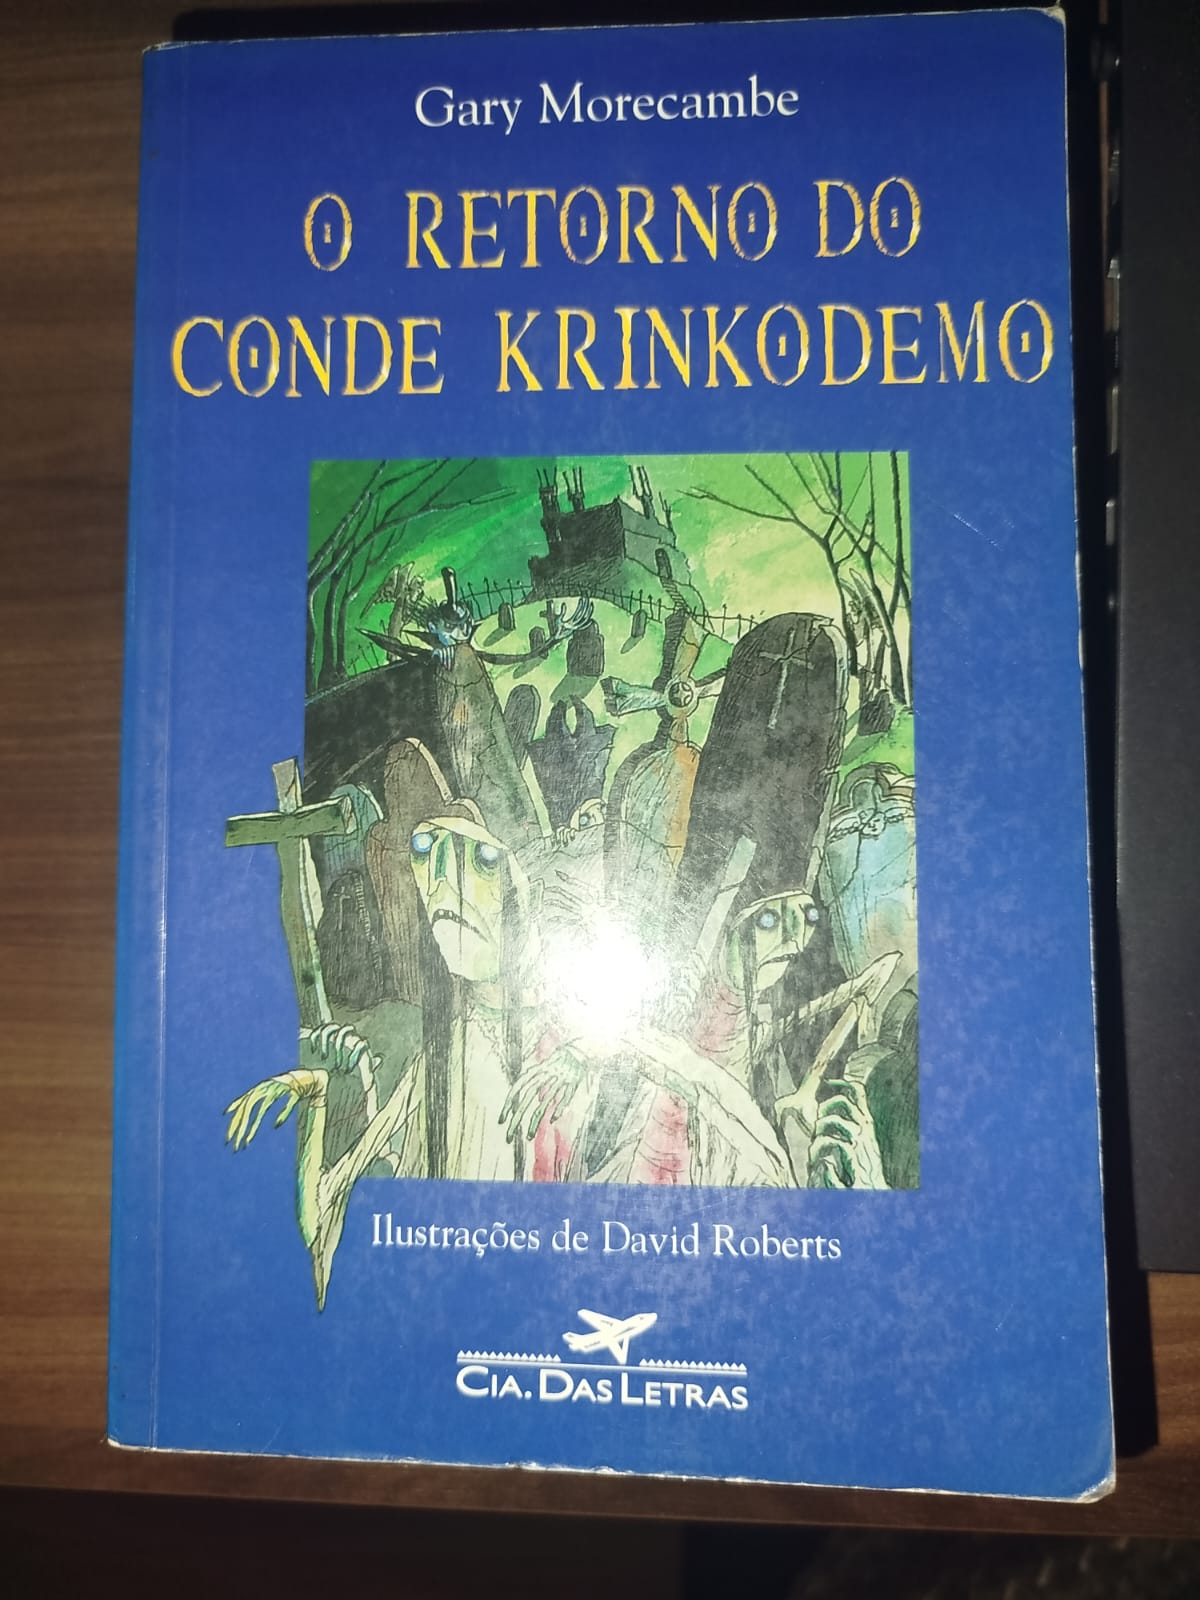 Gary Morecambe
O RETORNO DO
CONDE KRINKODEMO
Ilustrações de David Roberts
CIA. DAS LETRAS